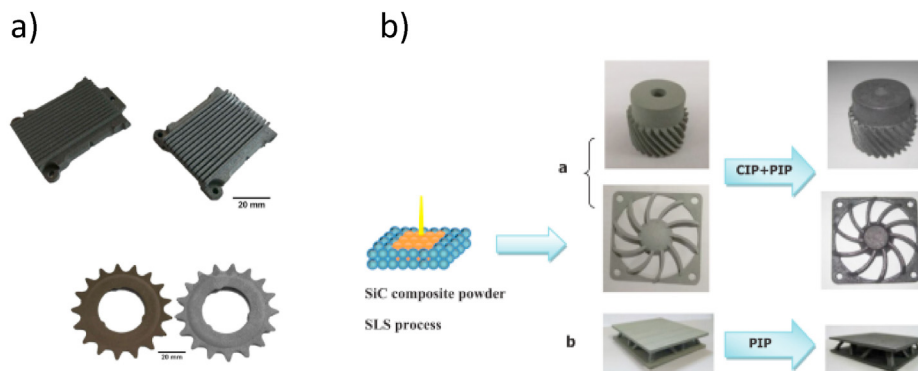 a)
b)
20 mm
20 mm
a
CIP+PIP
SiC composite powder
SLS process
b
PIP